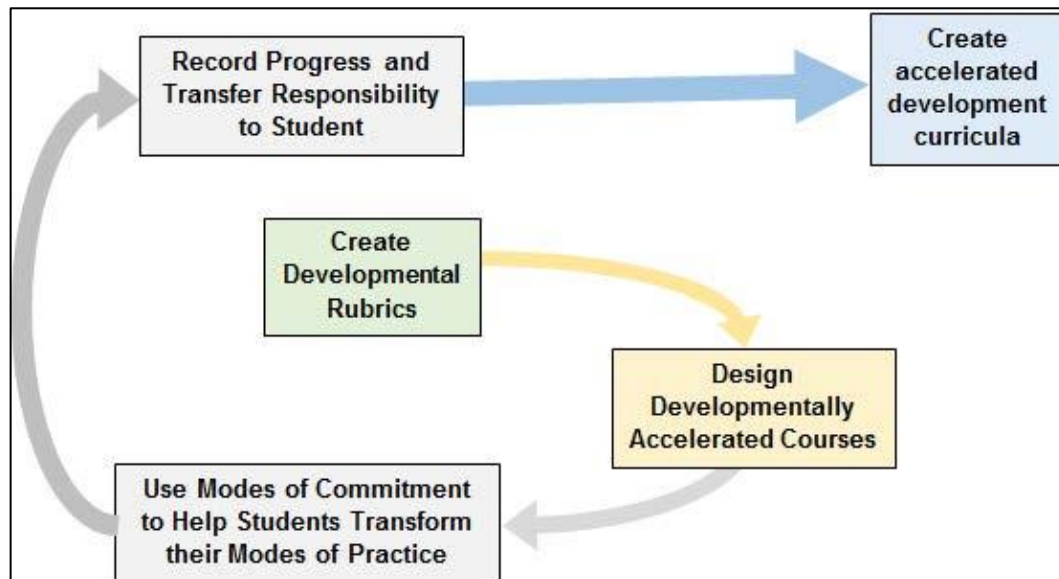 Record Progress and
Transfer Responsibility
to Student
Create
accelerated
development
curricula
Create
Developmental
Rubrics
Design
Developmentally
Accelerated Courses
Use Modes of Commitment
to Help Students Transform
their Modes of Practice